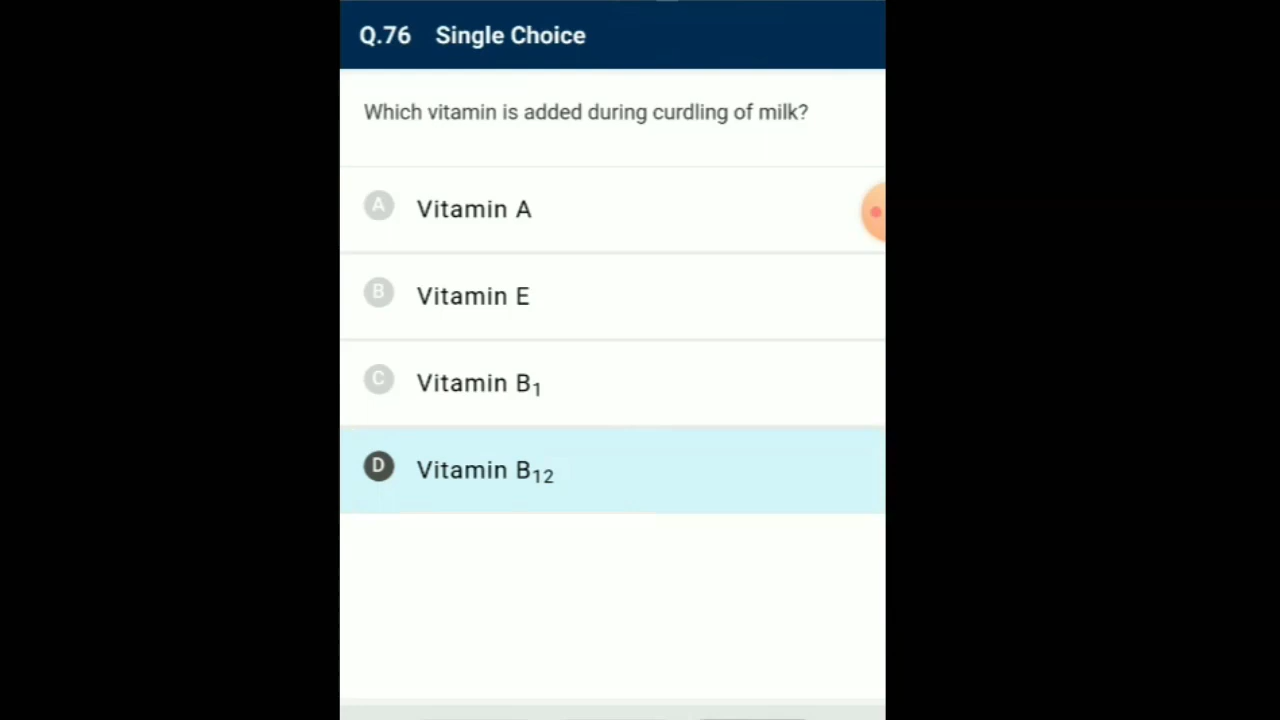 Q.76 Single Choice
Which vitamin is added during curdling of milk?
A Vitamin A
B Vitamin E
C Vitamin B₁
D Vitamin B₁₂